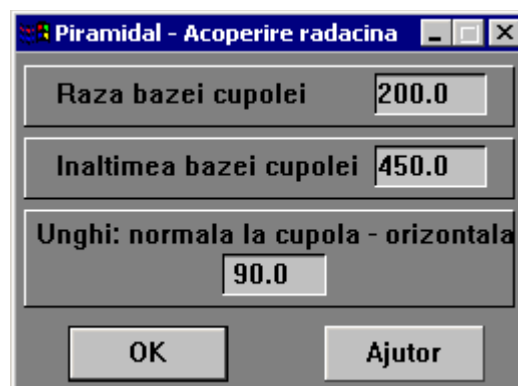 Piramidal - Acoperire radacina
Raza bazei cupolei 200.0
Inaltimea bazei cupolei 450.0
Unghi: normala la cupola - orizontala
90.0
OK Ajutor